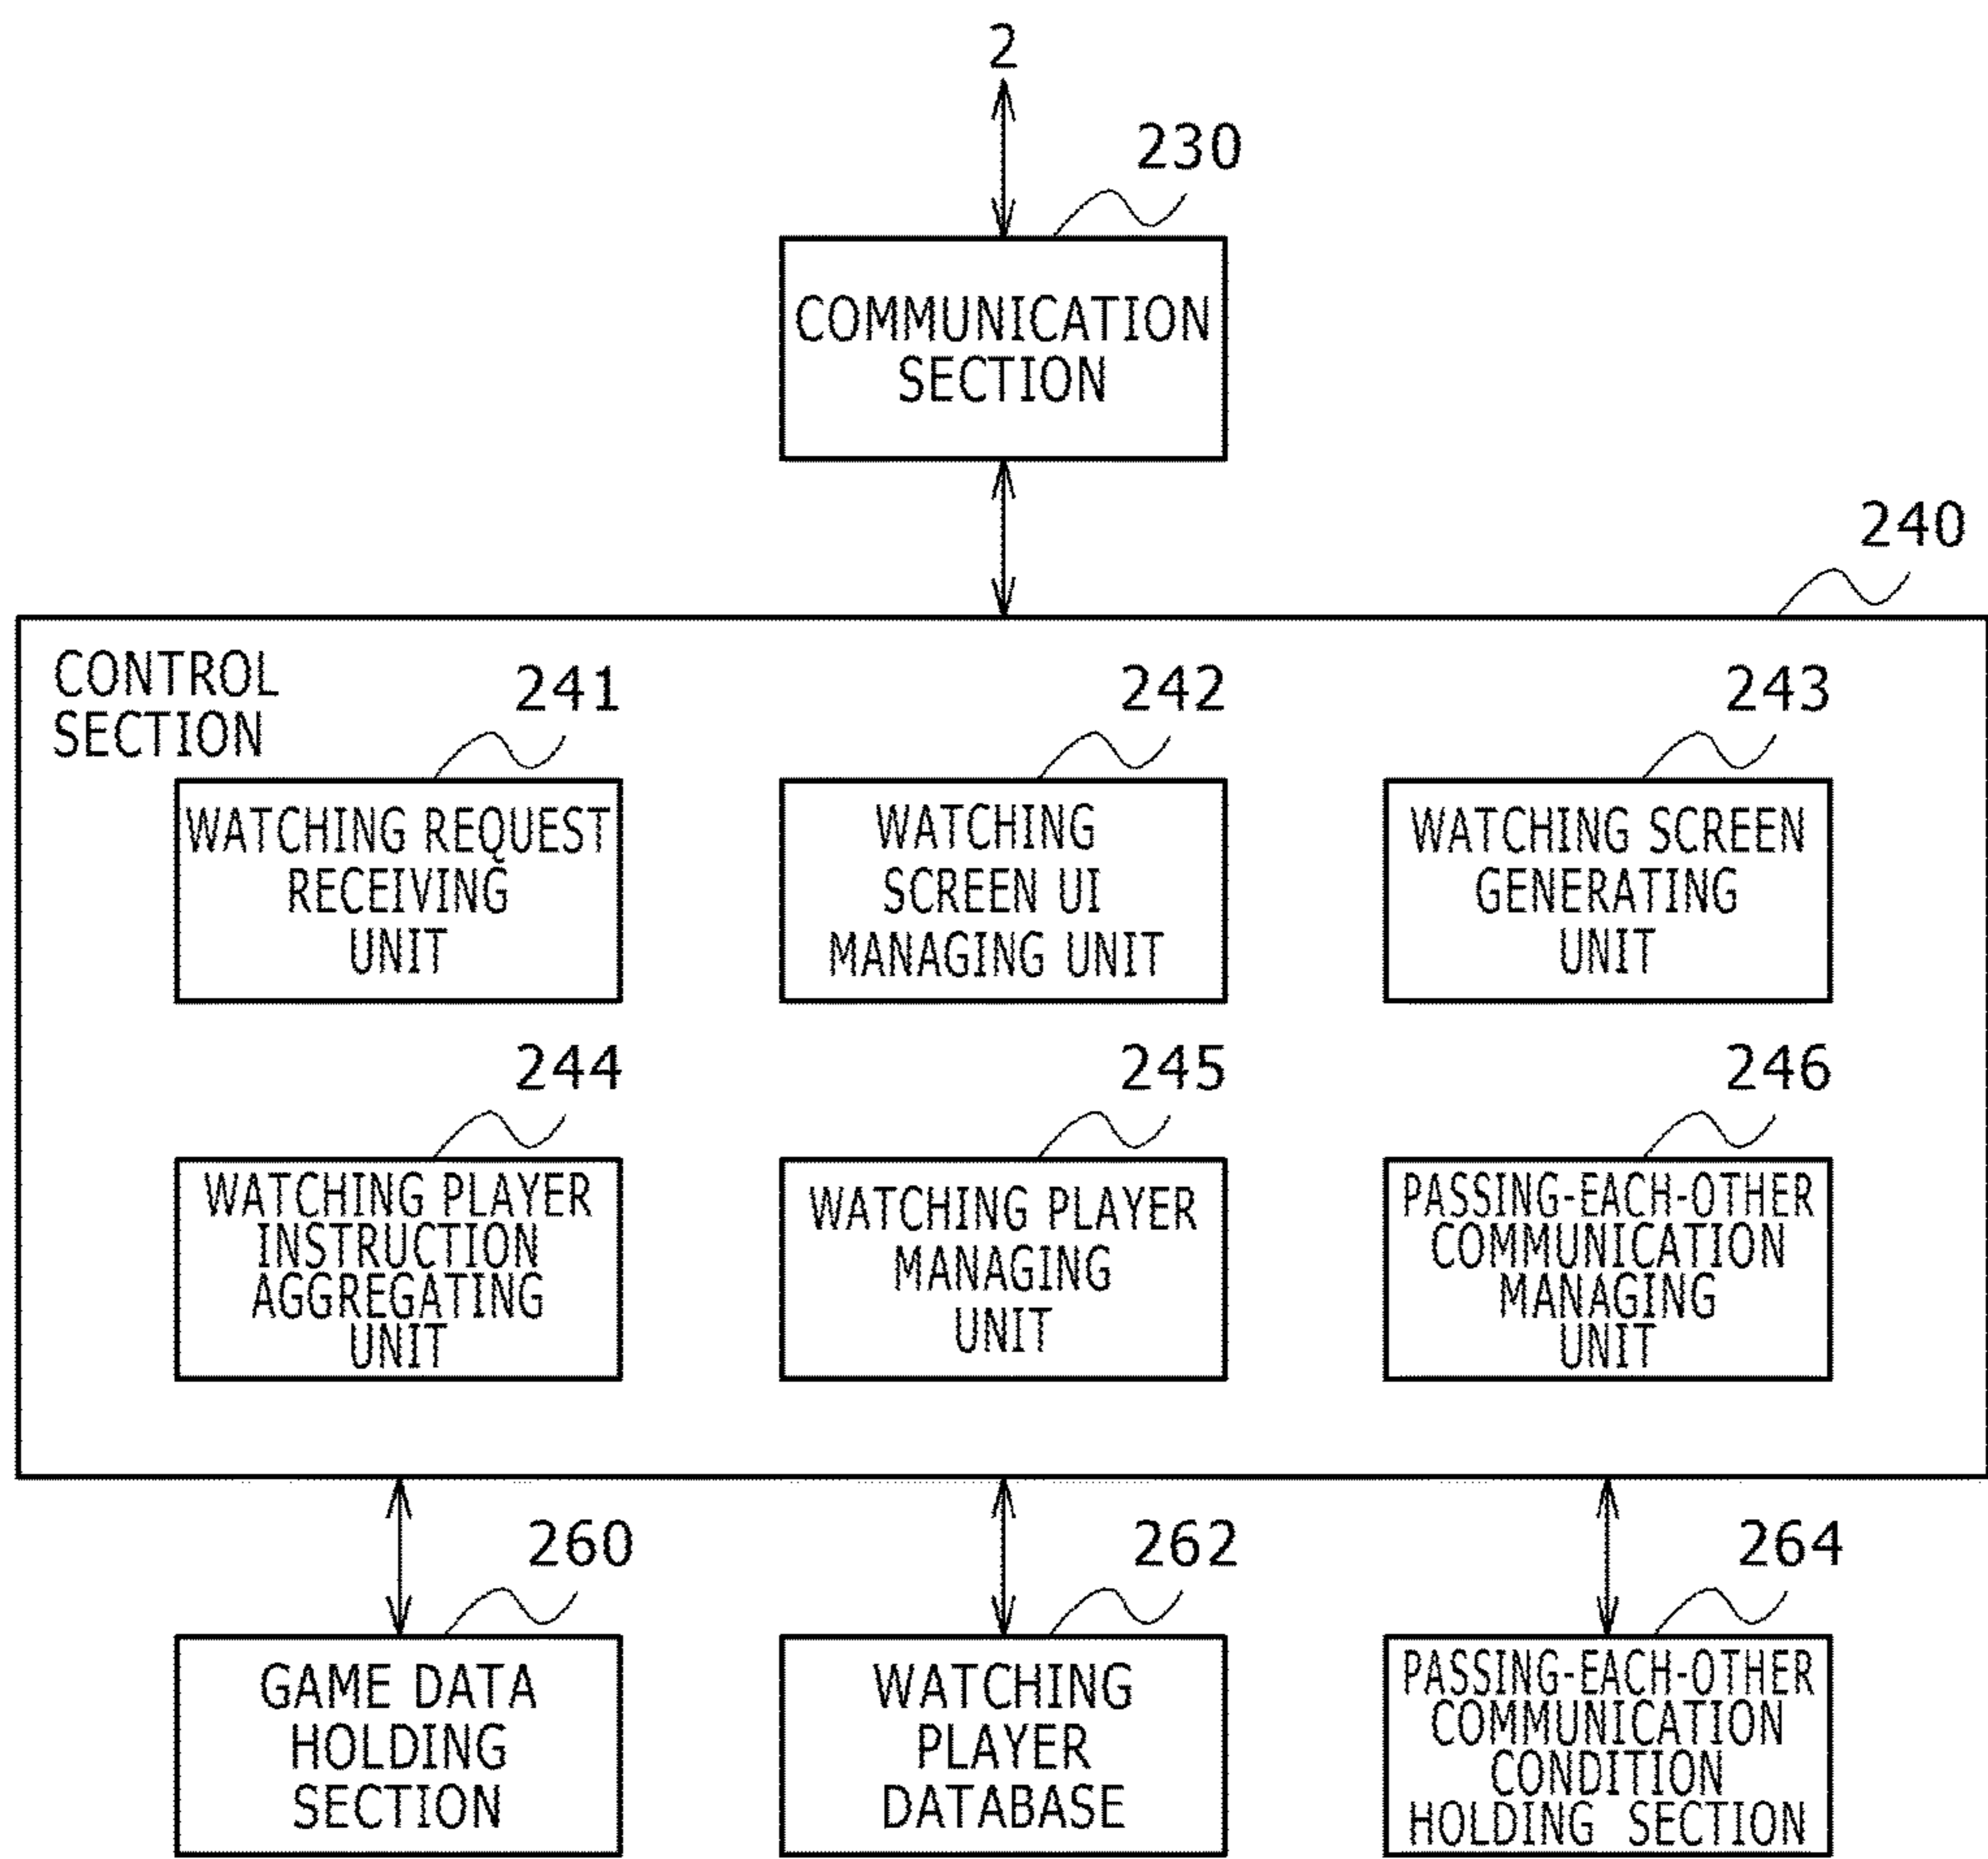 2
230
COMMUNICATION
SECTION
240
CONTROL
SECTION
241
242
243
WATCHING REQUEST
RECEIVING
UNIT
WATCHING
SCREEN UI
MANAGING UNIT
WATCHING SCREEN
GENERATING
UNIT
244
245
246
WATCHING PLAYER
INSTRUCTION
AGGREGATING
UNIT
WATCHING PLAYER
MANAGING
UNIT
PASSING-EACH-OTHER
COMMUNICATION
MANAGING
UNIT
260
262
264
GAME DATA
HOLDING
SECTION
WATCHING
PLAYER
DATABASE
PASSING-EACH-OTHER
COMMUNICATION
CONDITION
HOLDING SECTION